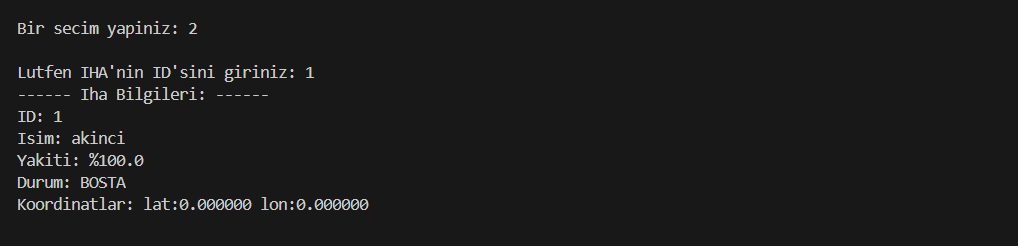 Bir secim yapiniz: 2
Lutfen IHA'nin ID'sini giriniz: 1
------ Iha Bilgileri: ------
ID: 1
Isim: akinci
Yakiti: %100.0
Durum: BOSTA
Koordinatlar: lat:0.000000 lon:0.000000